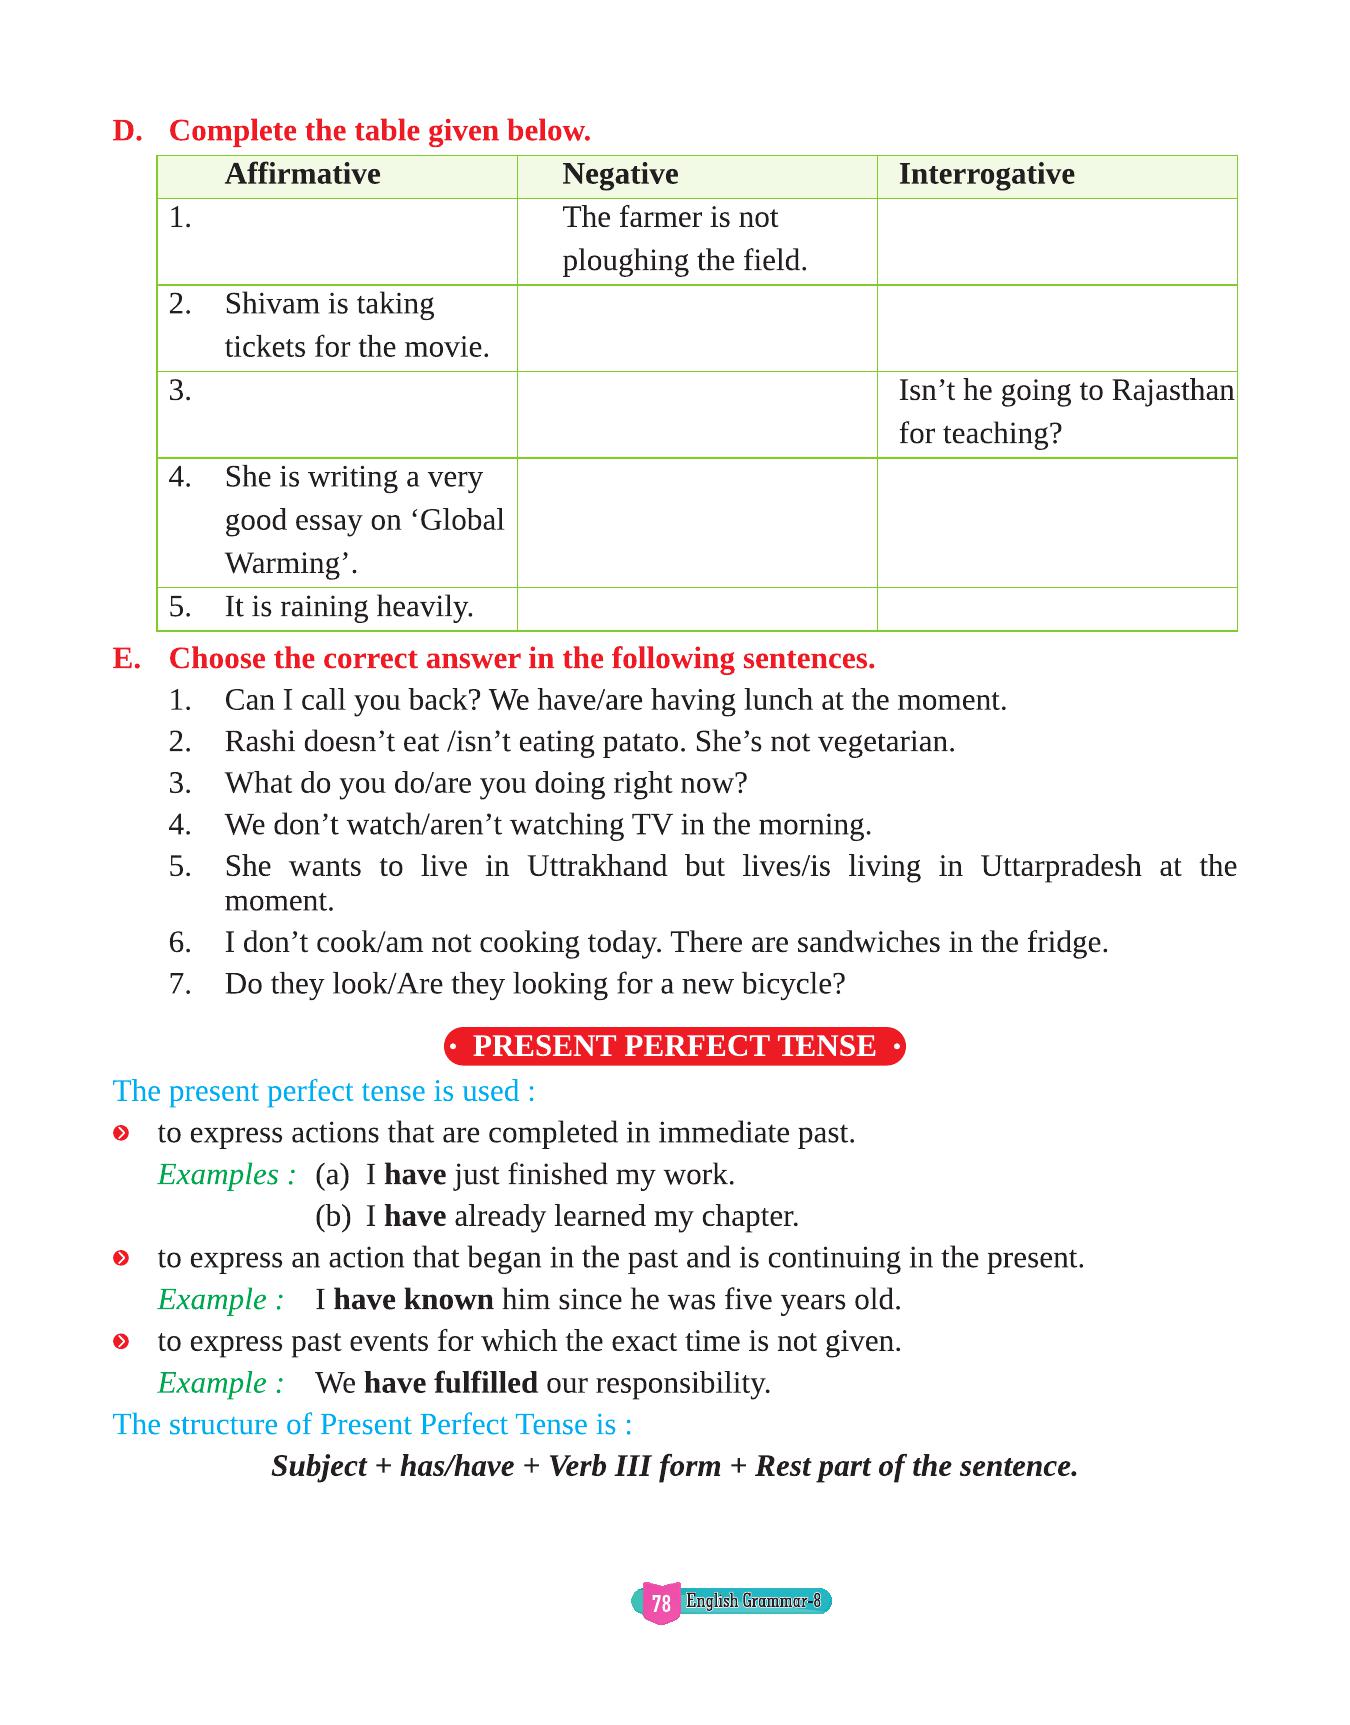 D. Complete the table given below.
Affirmative Negative Interrogative
1. The farmer is not
ploughing the field.
2. Shivam is taking
tickets for the movie.
3. Isn’t he going to Rajasthan
for teaching?
4. She is writing a very
good essay on ‘Global
Warming’.
5. It is raining heavily.
E. Choose the correct answer in the following sentences.
1. Can I call you back? We have/are having lunch at the moment.
2. Rashi doesn’t eat /isn’t eating patato. She’s not vegetarian.
3. What do you do/are you doing right now?
4. We don’t watch/aren’t watching TV in the morning.
5. She wants to live in Uttrakhand but lives/is living in Uttarpradesh at the
moment.
6. I don’t cook/am not cooking today. There are sandwiches in the fridge.
7. Do they look/Are they looking for a new bicycle?
• PRESENT PERFECT TENSE •
The present perfect tense is used :
to express actions that are completed in immediate past.
Examples : (a) I have just finished my work.
(b) I have already learned my chapter.
to express an action that began in the past and is continuing in the present.
Example : I have known him since he was five years old.
to express past events for which the exact time is not given.
Example : We have fulfilled our responsibility.
The structure of Present Perfect Tense is :
Subject + has/have + Verb III form + Rest part of the sentence.
78 English Grammar-8